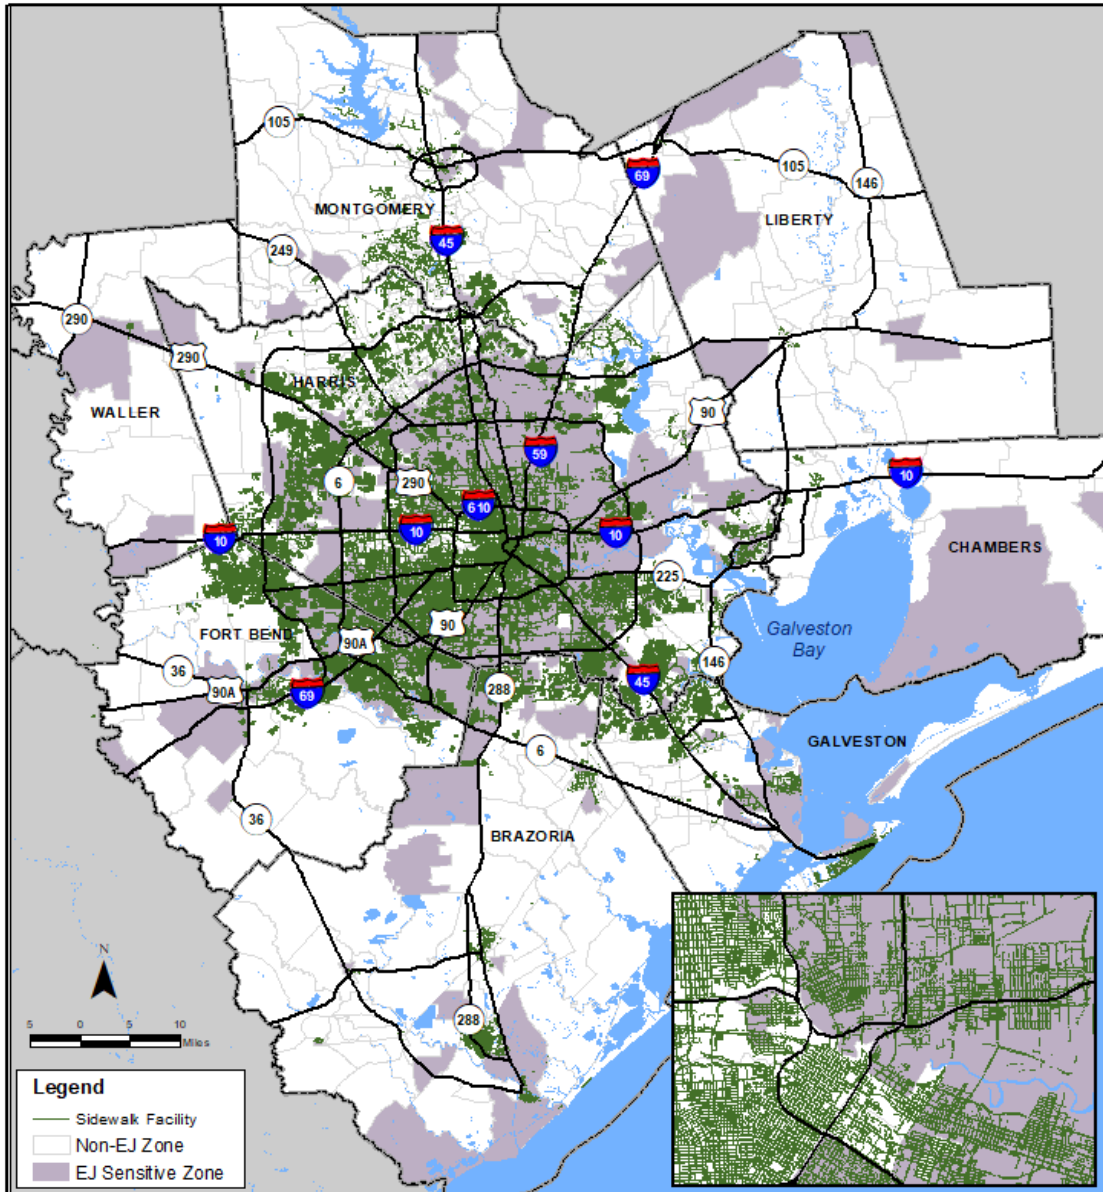 105
105
69
146
MONTGOMERY
LIBERTY
45
249
290
290
HARRIS
WALLER
90
59
6
290
10
610
10
10
10
CHAMBERS
225
Galveston
Bay
FORT BEND
90
90A
36
90A
69
288
45
146
GALVESTON
6
36
BRAZORIA
288
N
5 0 5 10
Miles
Legend
Sidewalk Facility
Non-EJ Zone
EJ Sensitive Zone